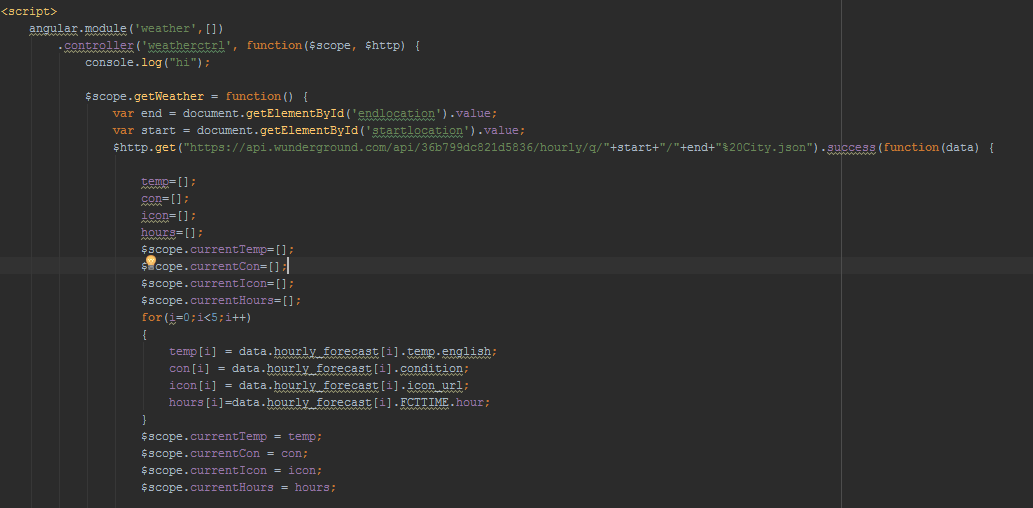 <script>
angular.module('weather',[])
.controller('weatherctrl', function($scope, $http) {
console.log("hi");
$scope.getWeather = function() {
var end = document.getElementById('endlocation').value;
var start = document.getElementById('startlocation').value;
$http.get("https://api.wunderground.com/api/36b799dc821d5836/hourly/q/"+start+"/"+end+"%20City.json").success(function(data) {
temp=[];
con=[];
icon=[];
hours=[];
$scope.currentTemp=[];
$scope.currentCon=[];
$scope.currentIcon=[];
$scope.currentHours=[];
for(i=0;i<5;i++)
{
temp[i] = data.hourly_forecast[i].temp.english;
con[i] = data.hourly_forecast[i].condition;
icon[i] = data.hourly_forecast[i].icon_url;
hours[i]=data.hourly_forecast[i].FCTTIME.hour;
}
$scope.currentTemp = temp;
$scope.currentCon = con;
$scope.currentIcon = icon;
$scope.currentHours = hours;